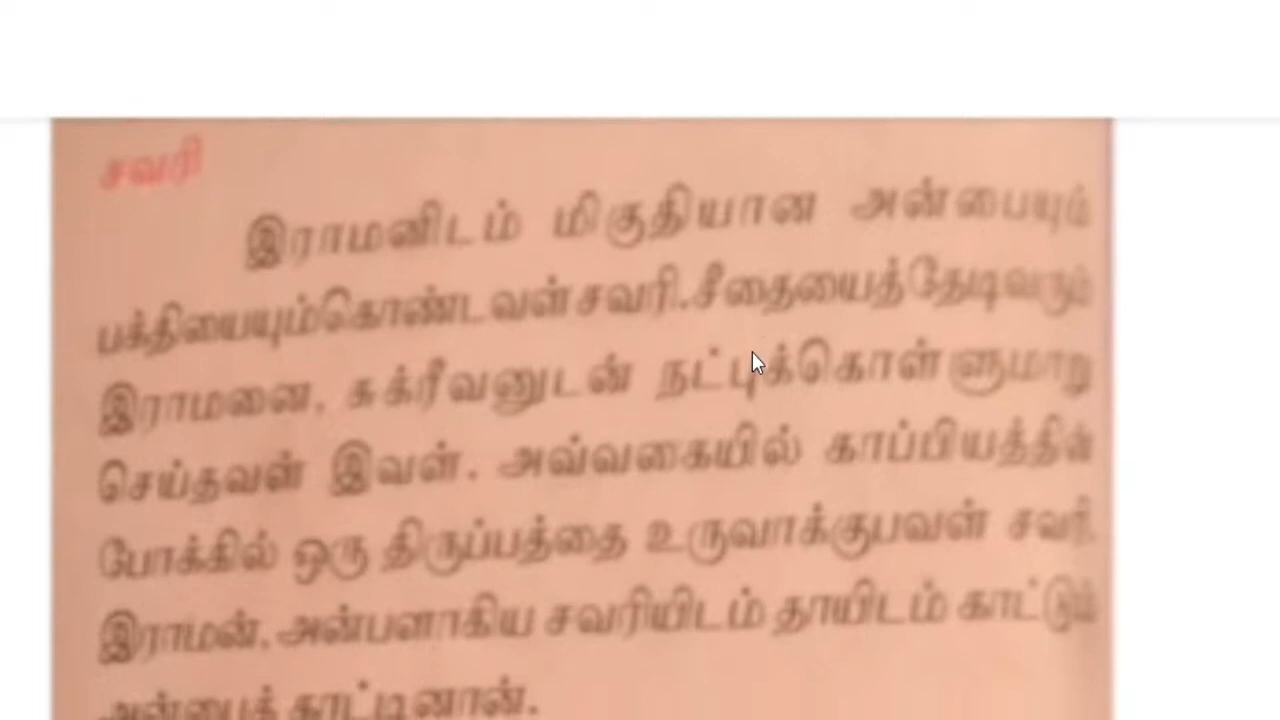 சவரி
இராமனிடம் மிகுதியான அன்பையும்
பக்தியையும்கொண்டவள்சவரி.சீதையைத்தேடிவரும்
இராமனை, சுக்ரீவனுடன் நட்புக்கொள்ளுமாறு
செய்தவள் இவள். அவ்வகையில் காப்பியத்தில்
போக்கில் ஒரு திருப்பத்தை உருவாக்குபவள் சவரி.
இராமன், அன்பளாகிய சவரியிடம் தாயிடம் காட்டும்
அன்பைக் காட்டினான்.